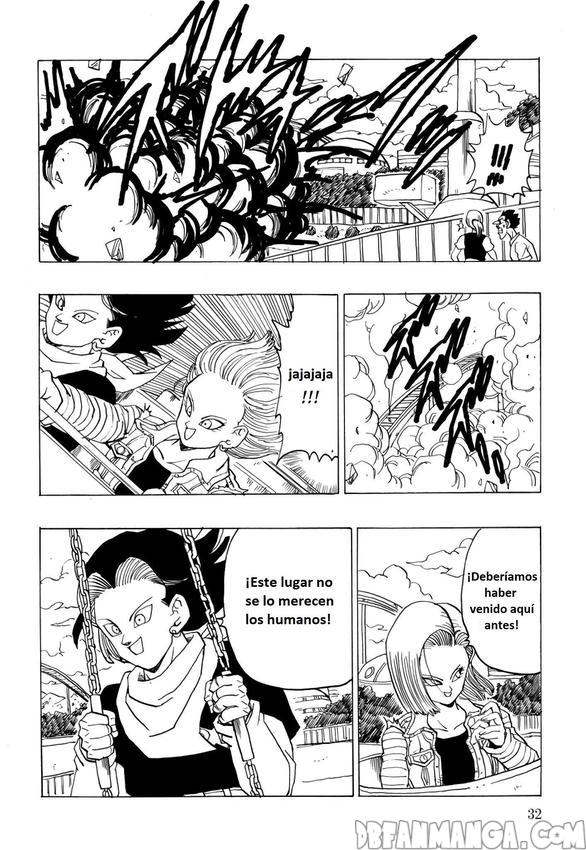 !!!
jajajaja
!!!
¡Deberíamos
haber
venido aquí
antes!
¡Este lugar no
se lo merecen
los humanos!
32
DBFANMANGA.COM